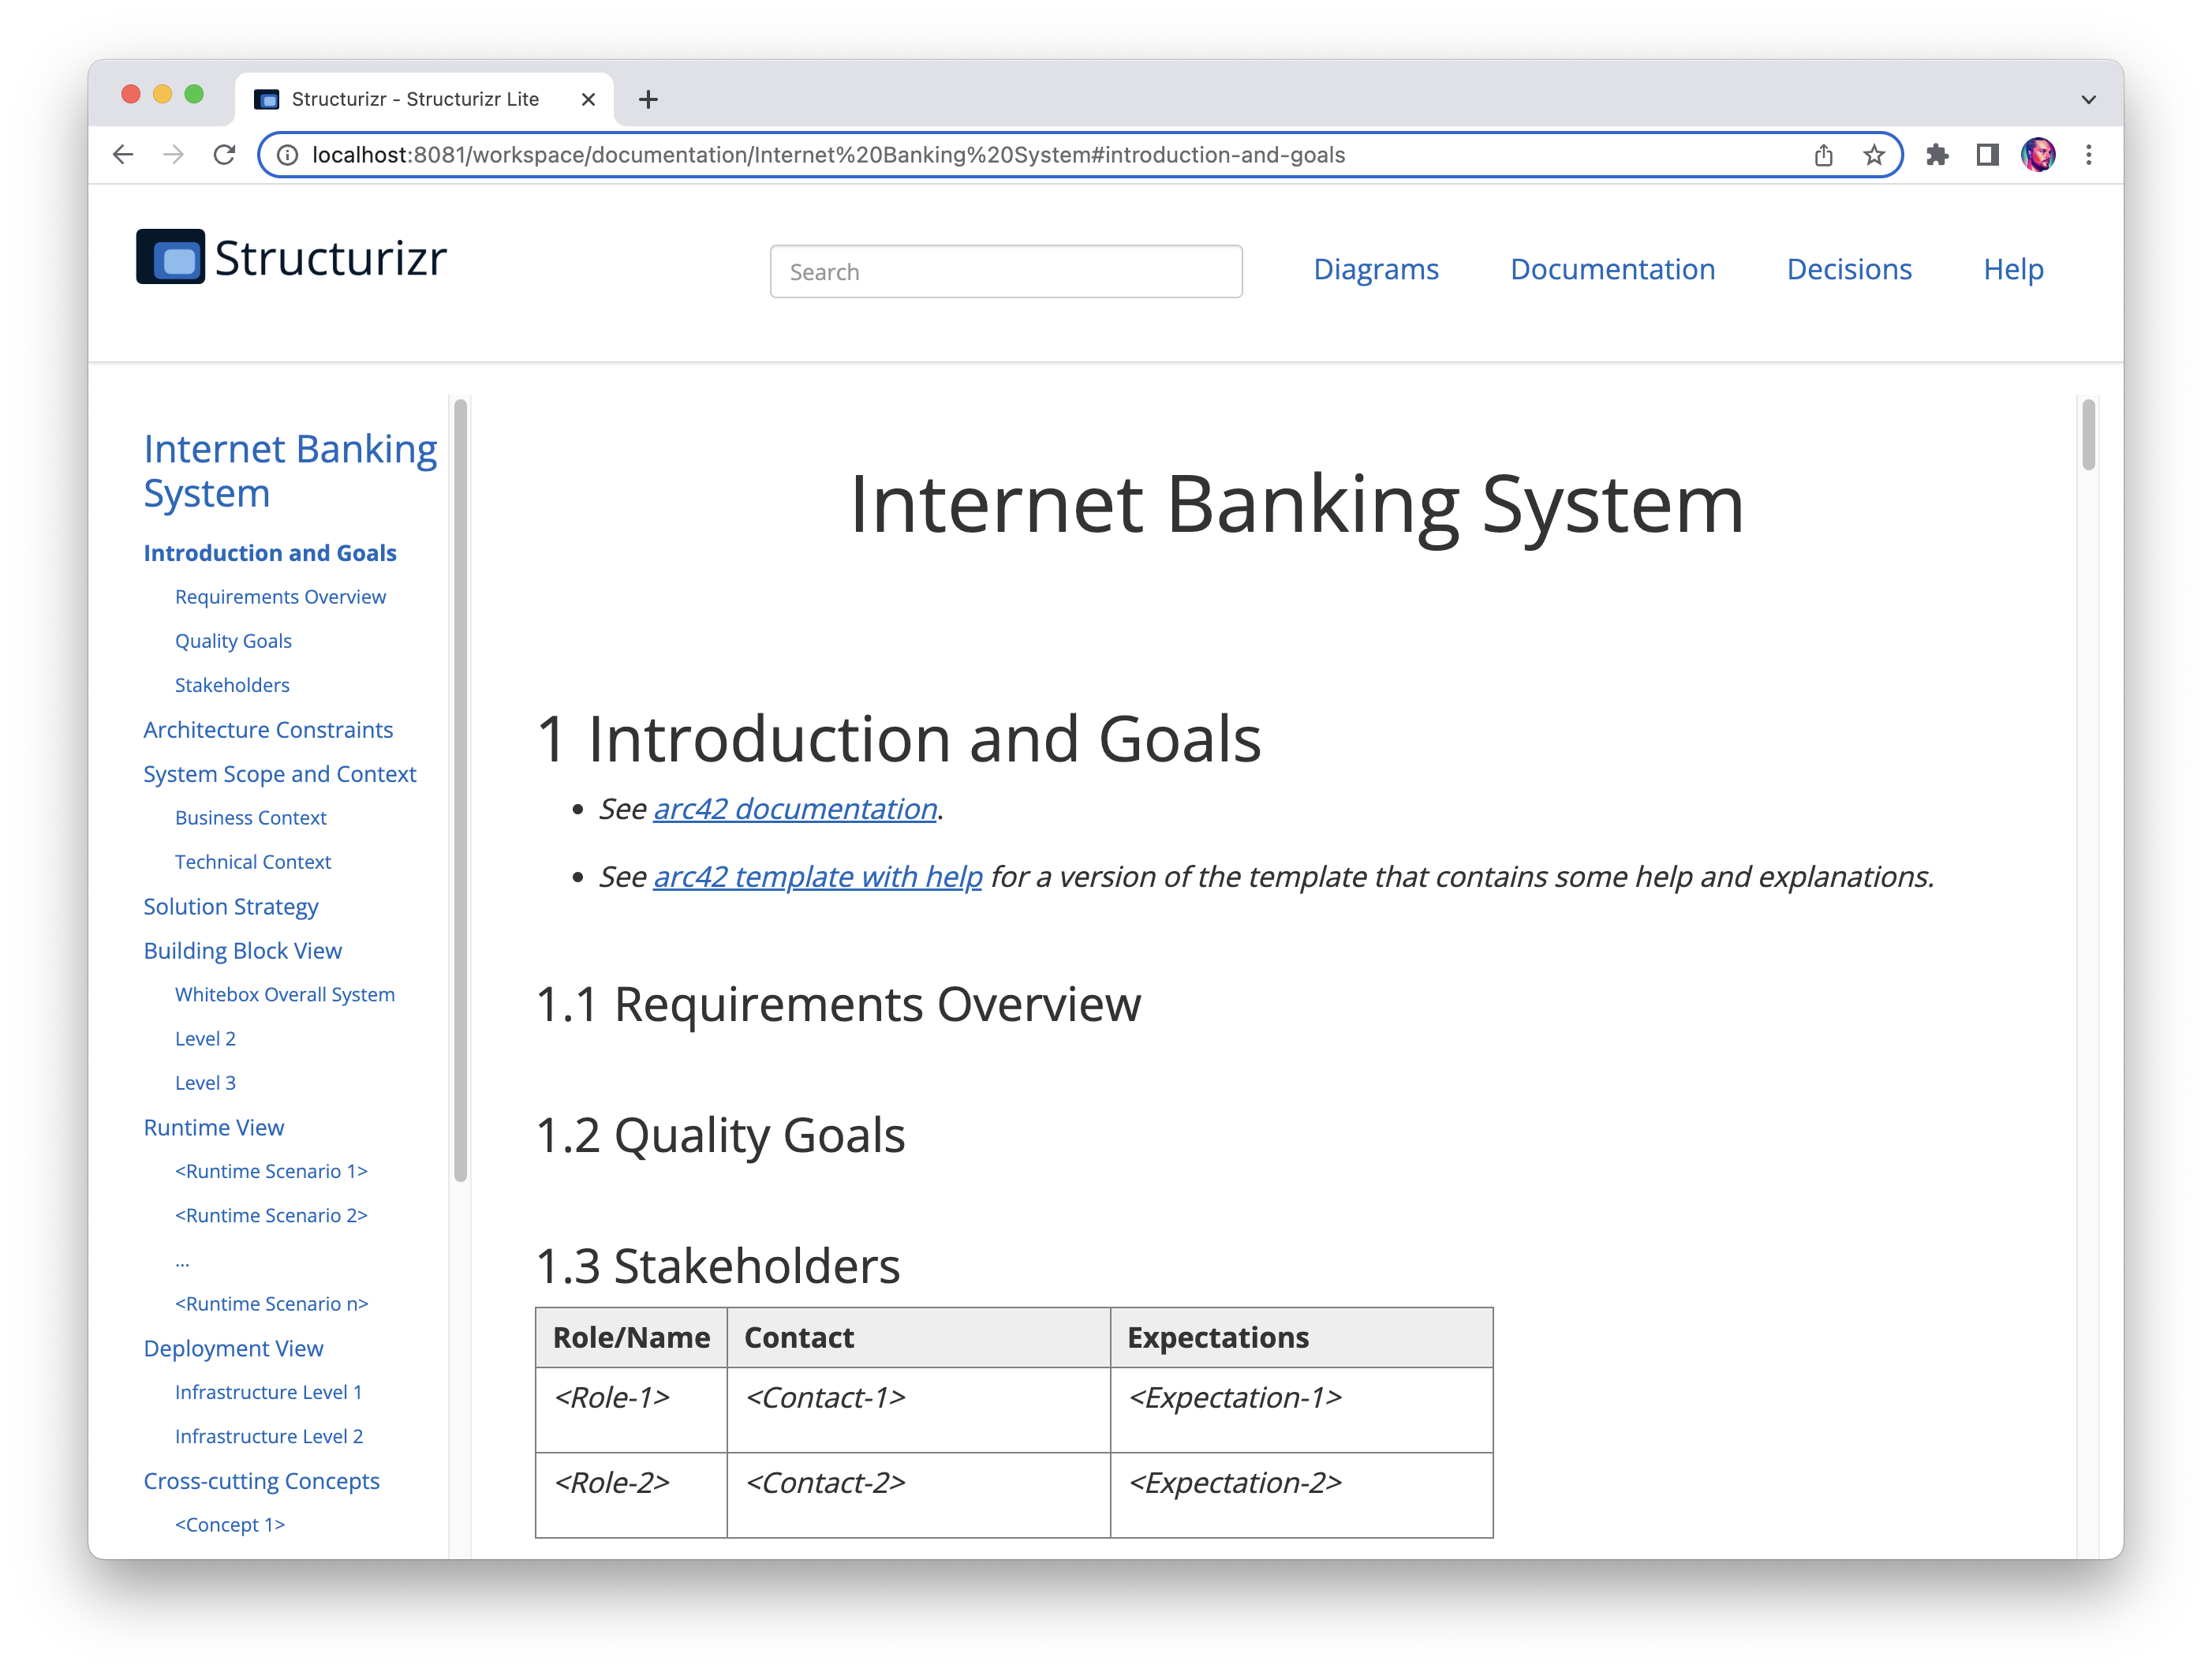 Structurizr - Structurizr Lite
localhost:8081/workspace/documentation/Internet%20Banking%20System#introduction-and-goals
Structurizr
Search
Diagrams
Documentation
Decisions
Help
Internet Banking
System
Introduction and Goals
Requirements Overview
Quality Goals
Stakeholders
Architecture Constraints
System Scope and Context
Business Context
Technical Context
Solution Strategy
Building Block View
Whitebox Overall System
Level 2
Level 3
Runtime View
<Runtime Scenario 1>
<Runtime Scenario 2>
...
<Runtime Scenario n>
Deployment View
Infrastructure Level 1
Infrastructure Level 2
Cross-cutting Concepts
<Concept 1>
Internet Banking System
1 Introduction and Goals
• See arc42 documentation.
• See arc42 template with help for a version of the template that contains some help and explanations.
1.1 Requirements Overview
1.2 Quality Goals
1.3 Stakeholders
Role/Name Contact Expectations
<Role-1> <Contact-1> <Expectation-1>
<Role-2> <Contact-2> <Expectation-2>